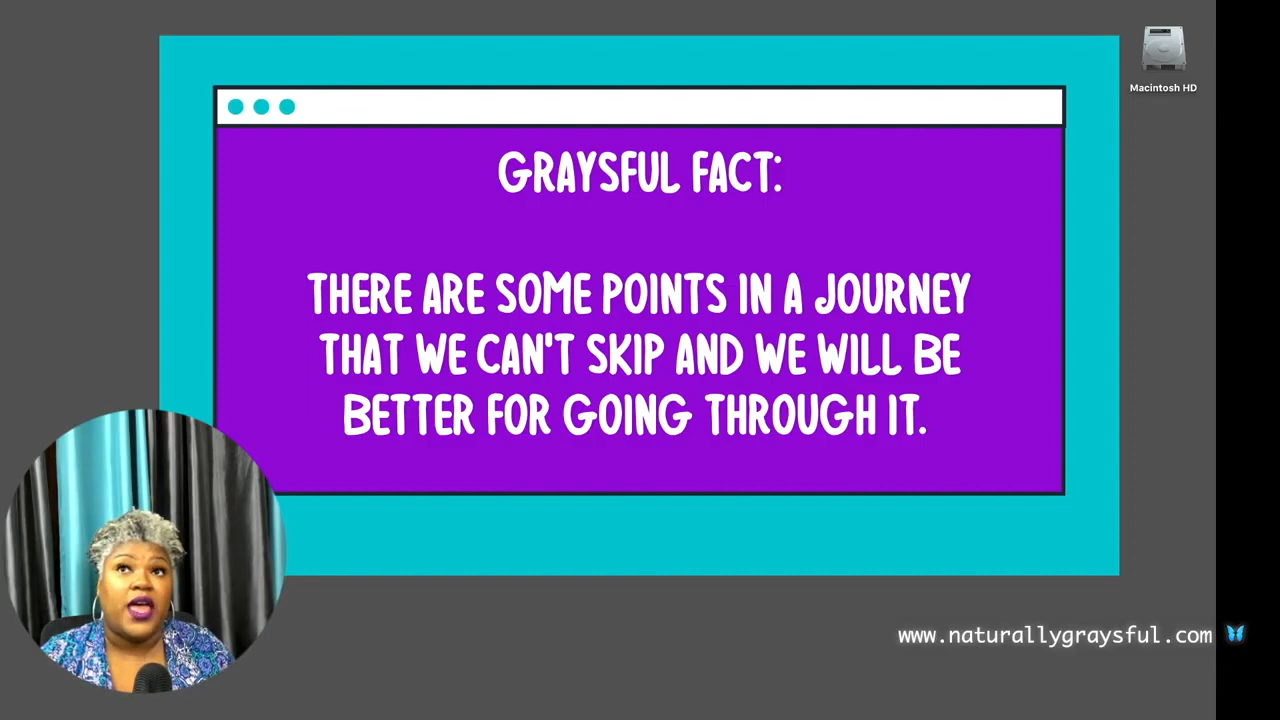 Macintosh HD
GRAYSFUL FACT:
THERE ARE SOME POINTS IN A JOURNEY
THAT WE CAN'T SKIP AND WE WILL BE
BETTER FOR GOING THROUGH IT.
www.naturallygraysful.com